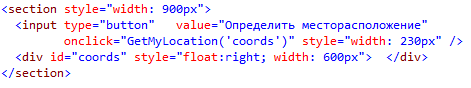 <section style="width: 900px">
<input type="button" value="Определить месторасположение"
onclick="GetMyLocation('coords')" style="width: 230px" />
<div id="coords" style="float:right; width: 600px"> </div>
</section>